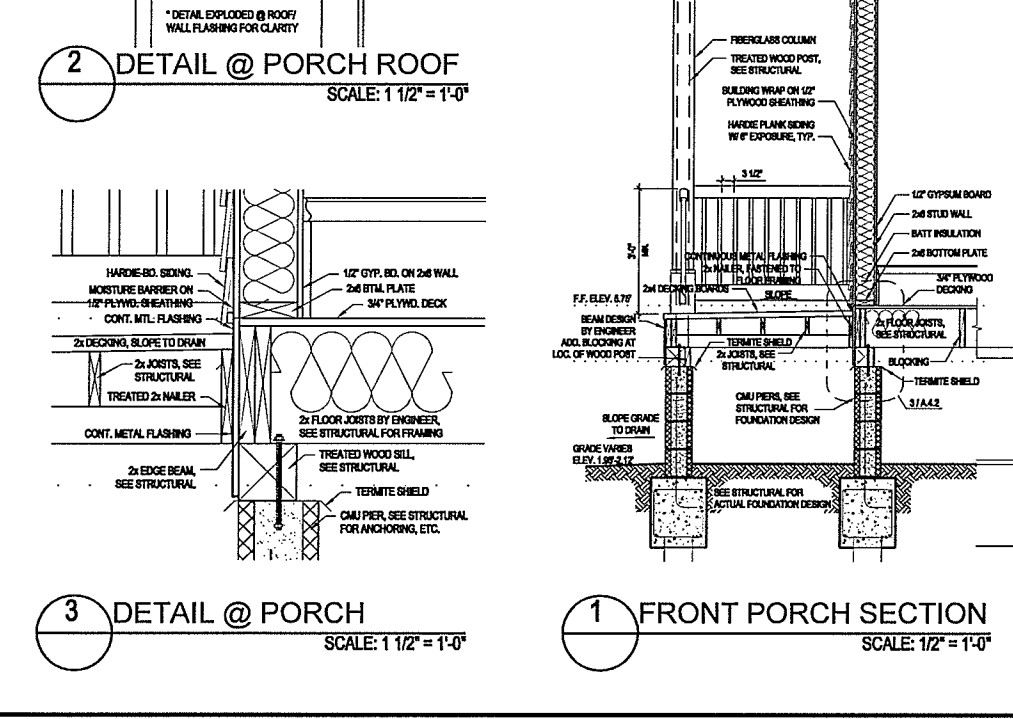 * DETAIL EXPLODED @ ROOF/
WALL FLASHING FOR CLARITY
2
DETAIL @ PORCH ROOF
SCALE: 1 1/2" = 1'-0"
HARDIE-BD. SIDING.
MOISTURE BARRIER ON
1/2" PLYWD. SHEATHING
CONT. MTL: FLASHING
2x DECKING, SLOPE TO DRAIN
2x JOISTS, SEE
STRUCTURAL
TREATED 2x NAILER
CONT. METAL FLASHING
2x EDGE BEAM,
SEE STRUCTURAL
1/2" GYP. BD. ON 2x6 WALL
2x6 BTM. PLATE
3/4" PLYWD. DECK
2x FLOOR JOISTS BY ENGINEER,
SEE STRUCTURAL FOR FRAMING
TREATED WOOD SILL,
SEE STRUCTURAL
TERMITE SHIELD
CMU PIER, SEE STRUCTURAL
FOR ANCHORING, ETC.
3
DETAIL @ PORCH
SCALE: 1 1/2" = 1'-0"
FIBERGLASS COLUMN
TREATED WOOD POST,
SEE STRUCTURAL
BUILDING WRAP ON 1/2"
PLYWOOD SHEATHING
HARDIE PLANK SIDING
W/ 6" EXPOSURE, TYP.
3 1/2"
3'-0"
MIN.
1/2" GYPSUM BOARD
2x6 STUD WALL
BATT INSULATION
2x6 BOTTOM PLATE
3/4" PLYWOOD
DECKING
CONTINUOUS METAL FLASHING
2x NAILER, FASTENED TO
FLOOR FRAMING
2x4 DECKING BOARDS
SLOPE
F.F. ELEV. 6.75'
BEAM DESIGN
BY ENGINEER
ADD. BLOCKING AT
LOC. OF WOOD POST
2x FLOOR JOISTS,
SEE STRUCTURAL
TERMITE SHIELD
2x JOISTS, SEE
STRUCTURAL
BLOCKING
TERMITE SHIELD
CMU PIERS, SEE
STRUCTURAL FOR
FOUNDATION DESIGN
3 / A4.2
SLOPE GRADE
TO DRAIN
GRADE VARIES
ELEV. 1.96'-2.12'
SEE STRUCTURAL FOR
ACTUAL FOUNDATION DESIGN
1
FRONT PORCH SECTION
SCALE: 1/2" = 1'-0"